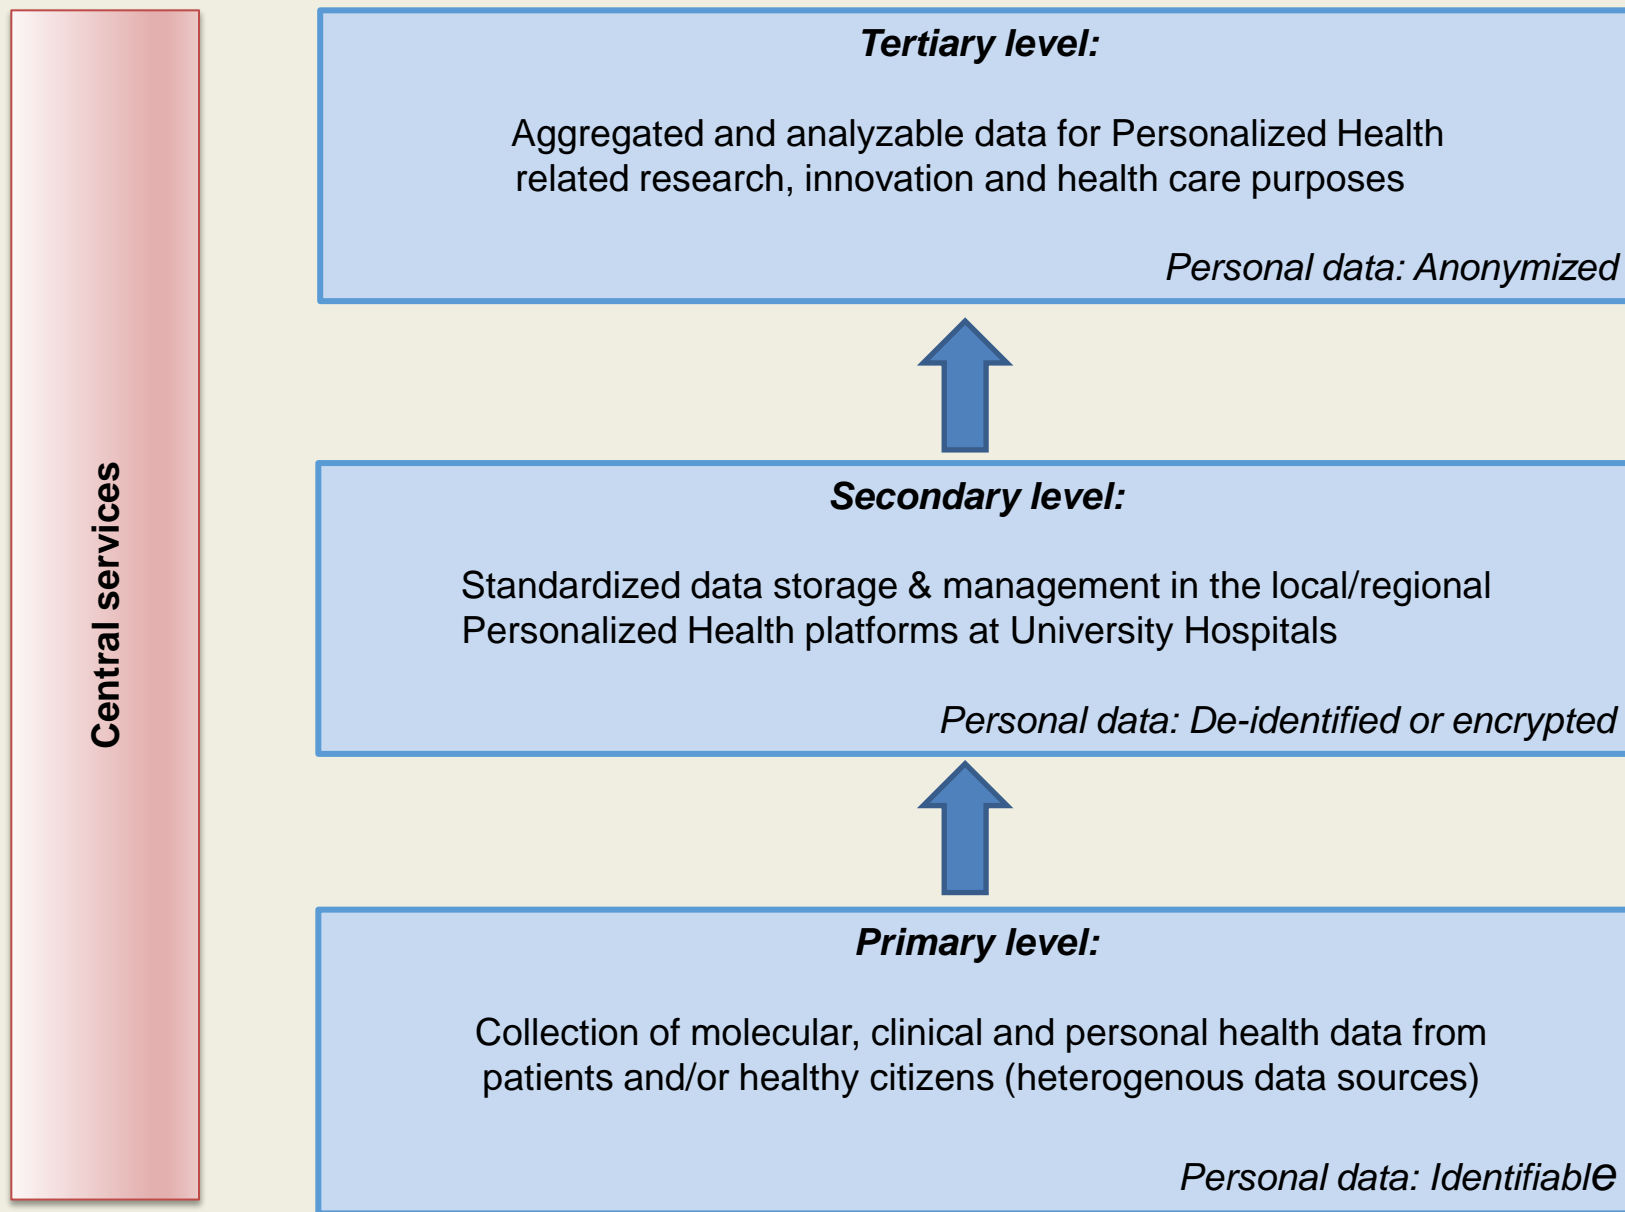 Central services
Tertiary level:
Aggregated and analyzable data for Personalized Health
related research, innovation and health care purposes
Personal data: Anonymized
Secondary level:
Standardized data storage & management in the local/regional
Personalized Health platforms at University Hospitals
Personal data: De-identified or encrypted
Primary level:
Collection of molecular, clinical and personal health data from
patients and/or healthy citizens (heterogenous data sources)
Personal data: Identifiable